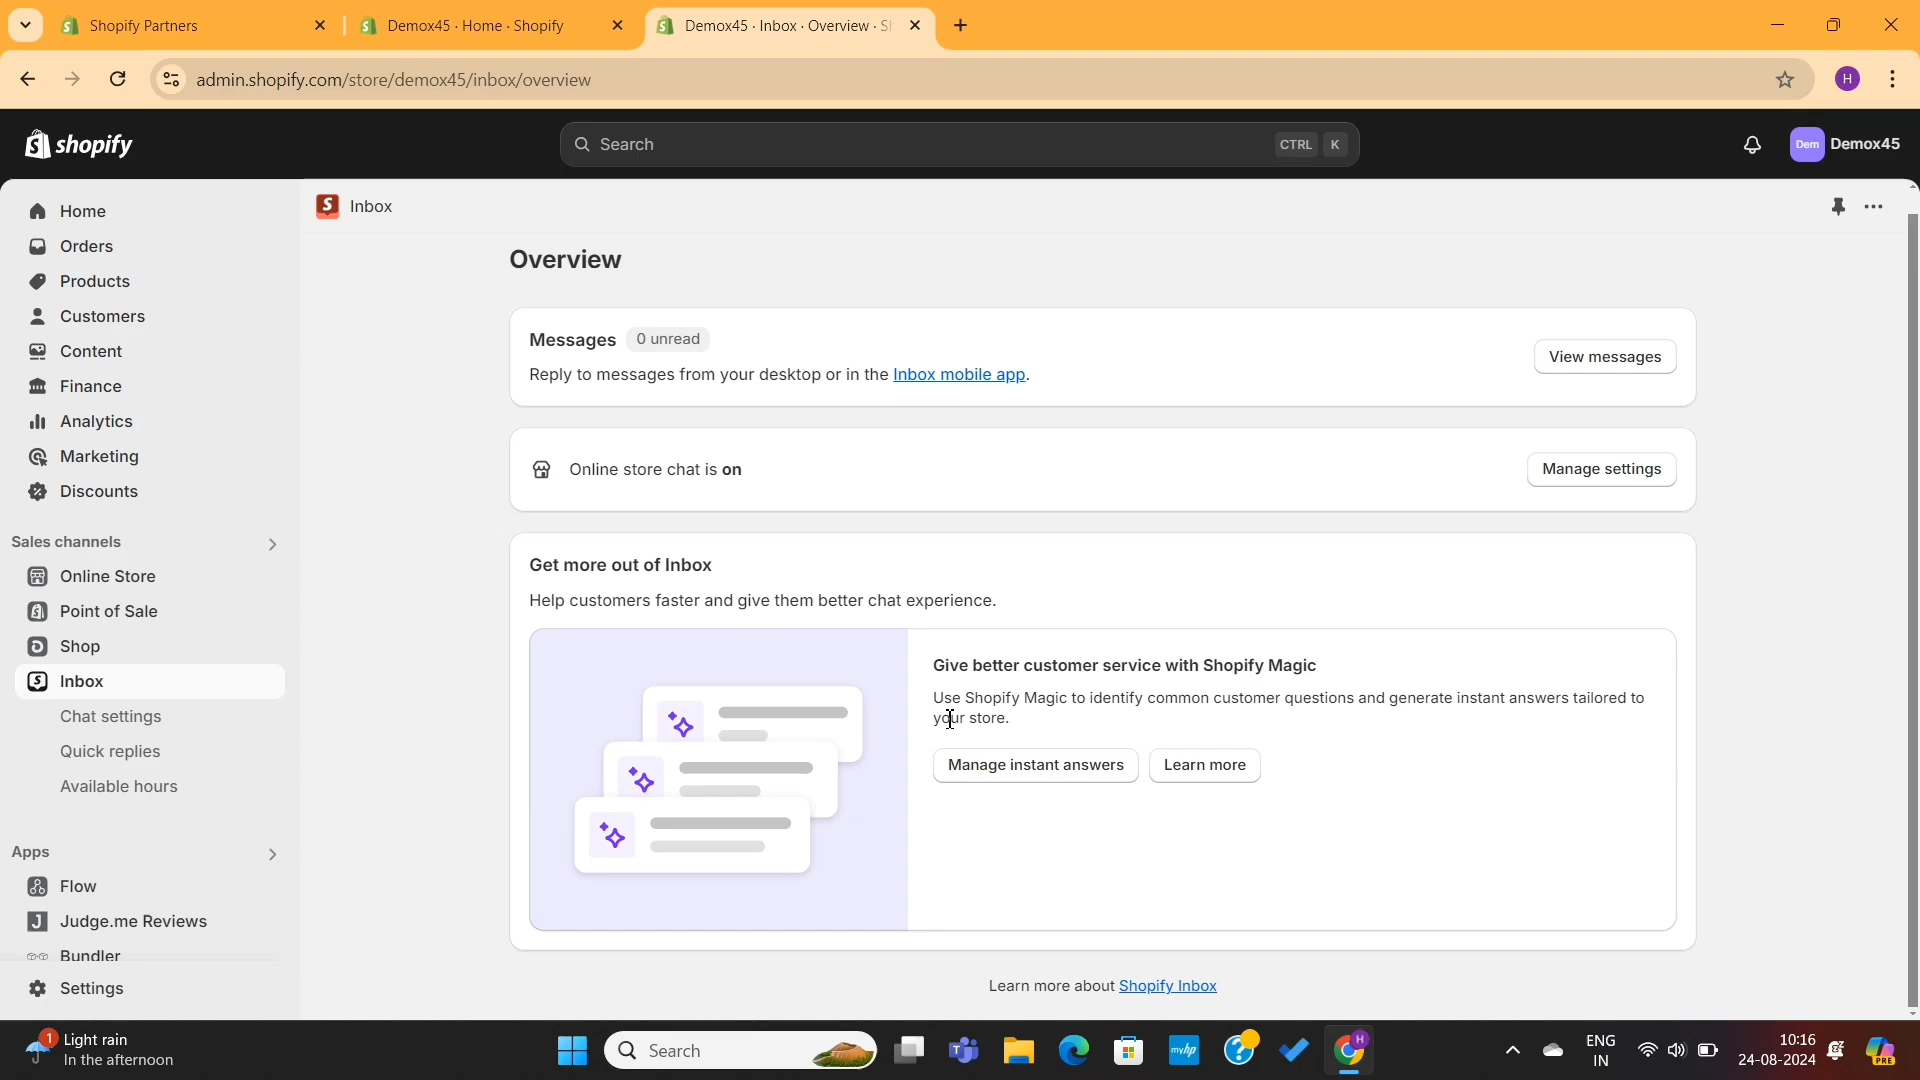 Shopify Partners
Demox45 · Home · Shopify
Demox45 · Inbox · Overview · Sh
admin.shopify.com/store/demox45/inbox/overview
H
shopify
Search
CTRL K
Dem
Demox45
Home
Orders
Products
Customers
Content
Finance
Analytics
Marketing
Discounts
Sales channels
Online Store
Point of Sale
Shop
Inbox
Chat settings
Quick replies
Available hours
Apps
Flow
Judge.me Reviews
Bundler
Settings
Inbox
Overview
Messages 0 unread
Reply to messages from your desktop or in the Inbox mobile app.
View messages
Online store chat is on
Manage settings
Get more out of Inbox
Help customers faster and give them better chat experience.
Give better customer service with Shopify Magic
Use Shopify Magic to identify common customer questions and generate instant answers tailored to
your store.
Manage instant answers
Learn more
Learn more about Shopify Inbox
1
Light rain
In the afternoon
Search
myhp
H
ENG
IN
10:16
24-08-2024
PRE